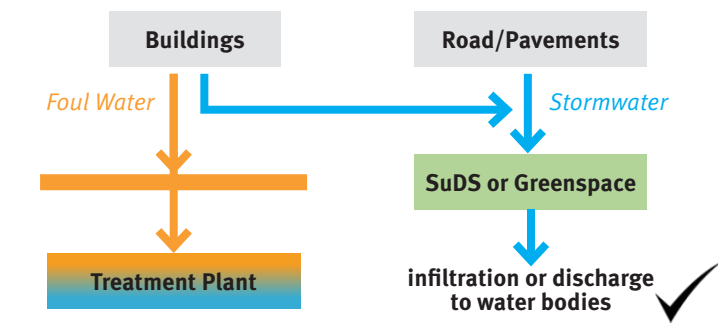 Buildings
Road/Pavements
Foul Water
Stormwater
SuDS or Greenspace
Treatment Plant
infiltration or discharge
to water bodies